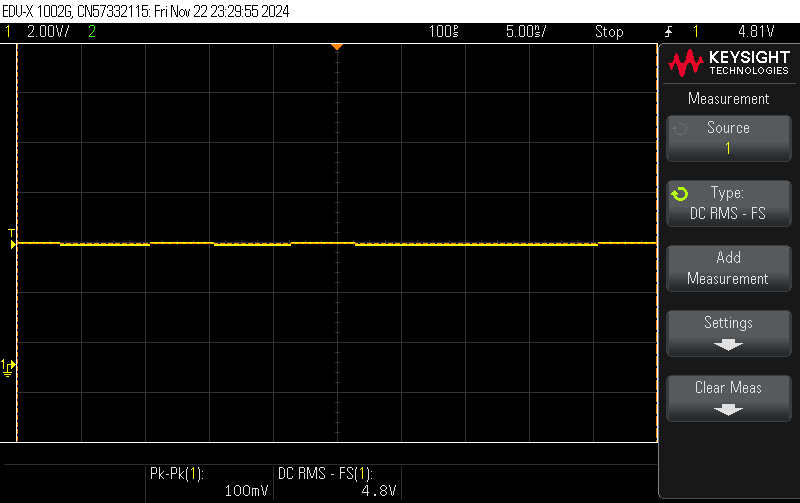 EDU-X 1002G, CN57332115: Fri Nov 22 23:29:55 2024
1 2.00V/ 2 100% 5.00%/ Stop 1 4.81V
KEYSIGHT
TECHNOLOGIES
Measurement
Source
1
Type:
DC RMS - FS
Add
Measurement
Settings
Clear Meas
T
1
Pk-Pk(1):
100mV
DC RMS - FS(1):
4.8V